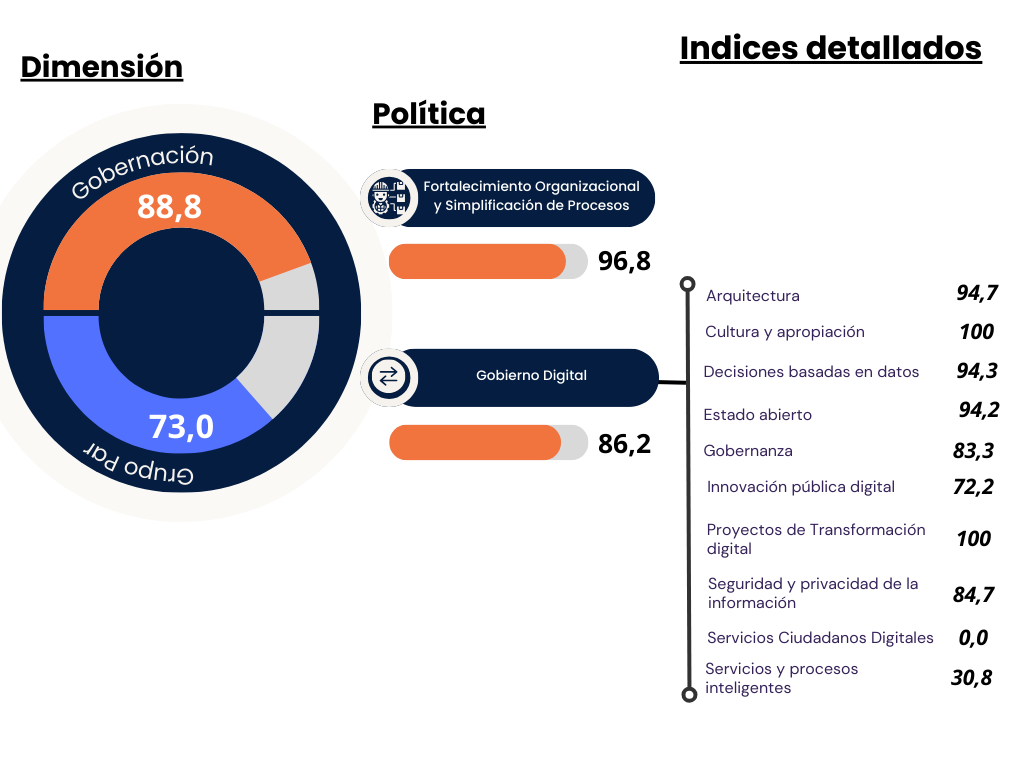 Dimensión
Gobernación
88,8
73,0
Grupo Par
Política
Fortalecimiento Organizacional
y Simplificación de Procesos
96,8
Gobierno Digital
86,2
Indices detallados
Arquitectura 94,7
Cultura y apropiación 100
Decisiones basadas en datos 94,3
Estado abierto 94,2
Gobernanza 83,3
Innovación pública digital 72,2
Proyectos de Transformación
digital 100
Seguridad y privacidad de la
información 84,7
Servicios Ciudadanos Digitales 0,0
Servicios y procesos
inteligentes 30,8